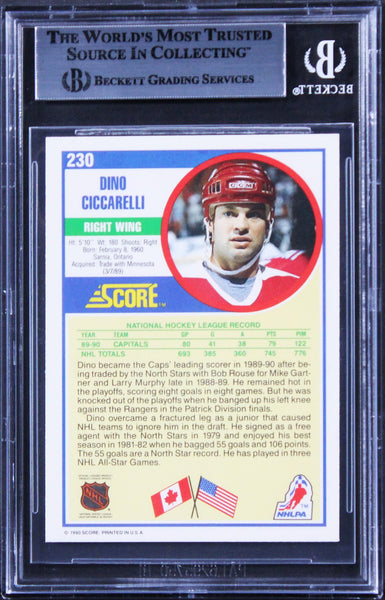 THE WORLD'S MOST TRUSTED
SOURCE IN COLLECTING™
BECKETT GRADING SERVICES
BECKETT
230
DINO
CICCARELLI
RIGHT WING
Ht: 5'10" Wt: 180 Shoots: Right
Born: February 8, 1960
Sarnia, Ontario
Acquired: Trade with Minnesota
(3/7/89)
CCM
SCORE™
NATIONAL HOCKEY LEAGUE RECORD
YEAR TEAM GP G A PTS PIM
89-90 CAPITALS 80 41 38 79 122
NHL TOTALS 693 385 360 745 776
Dino became the Caps' leading scorer in 1989-90 after
being traded by the North Stars with Bob Rouse for Mike Gart-
ner and Larry Murphy late in 1988-89. He remained hot in
the playoffs, scoring eight goals in eight games. But he was
knocked out of the playoffs when he banged up his left knee
against the Rangers in the Patrick Division finals.
Dino overcame a fractured leg as a junior that caused
NHL teams to ignore him in the draft. He signed as a free
agent with the North Stars in 1979 and enjoyed his best
season in 1981-82 when he bagged 55 goals and 106 points.
The 55 goals are a North Star record. He has played in three
NHL All-Star Games.
NHL
NHLPA
© 1990 SCORE, PRINTED IN U.S.A.